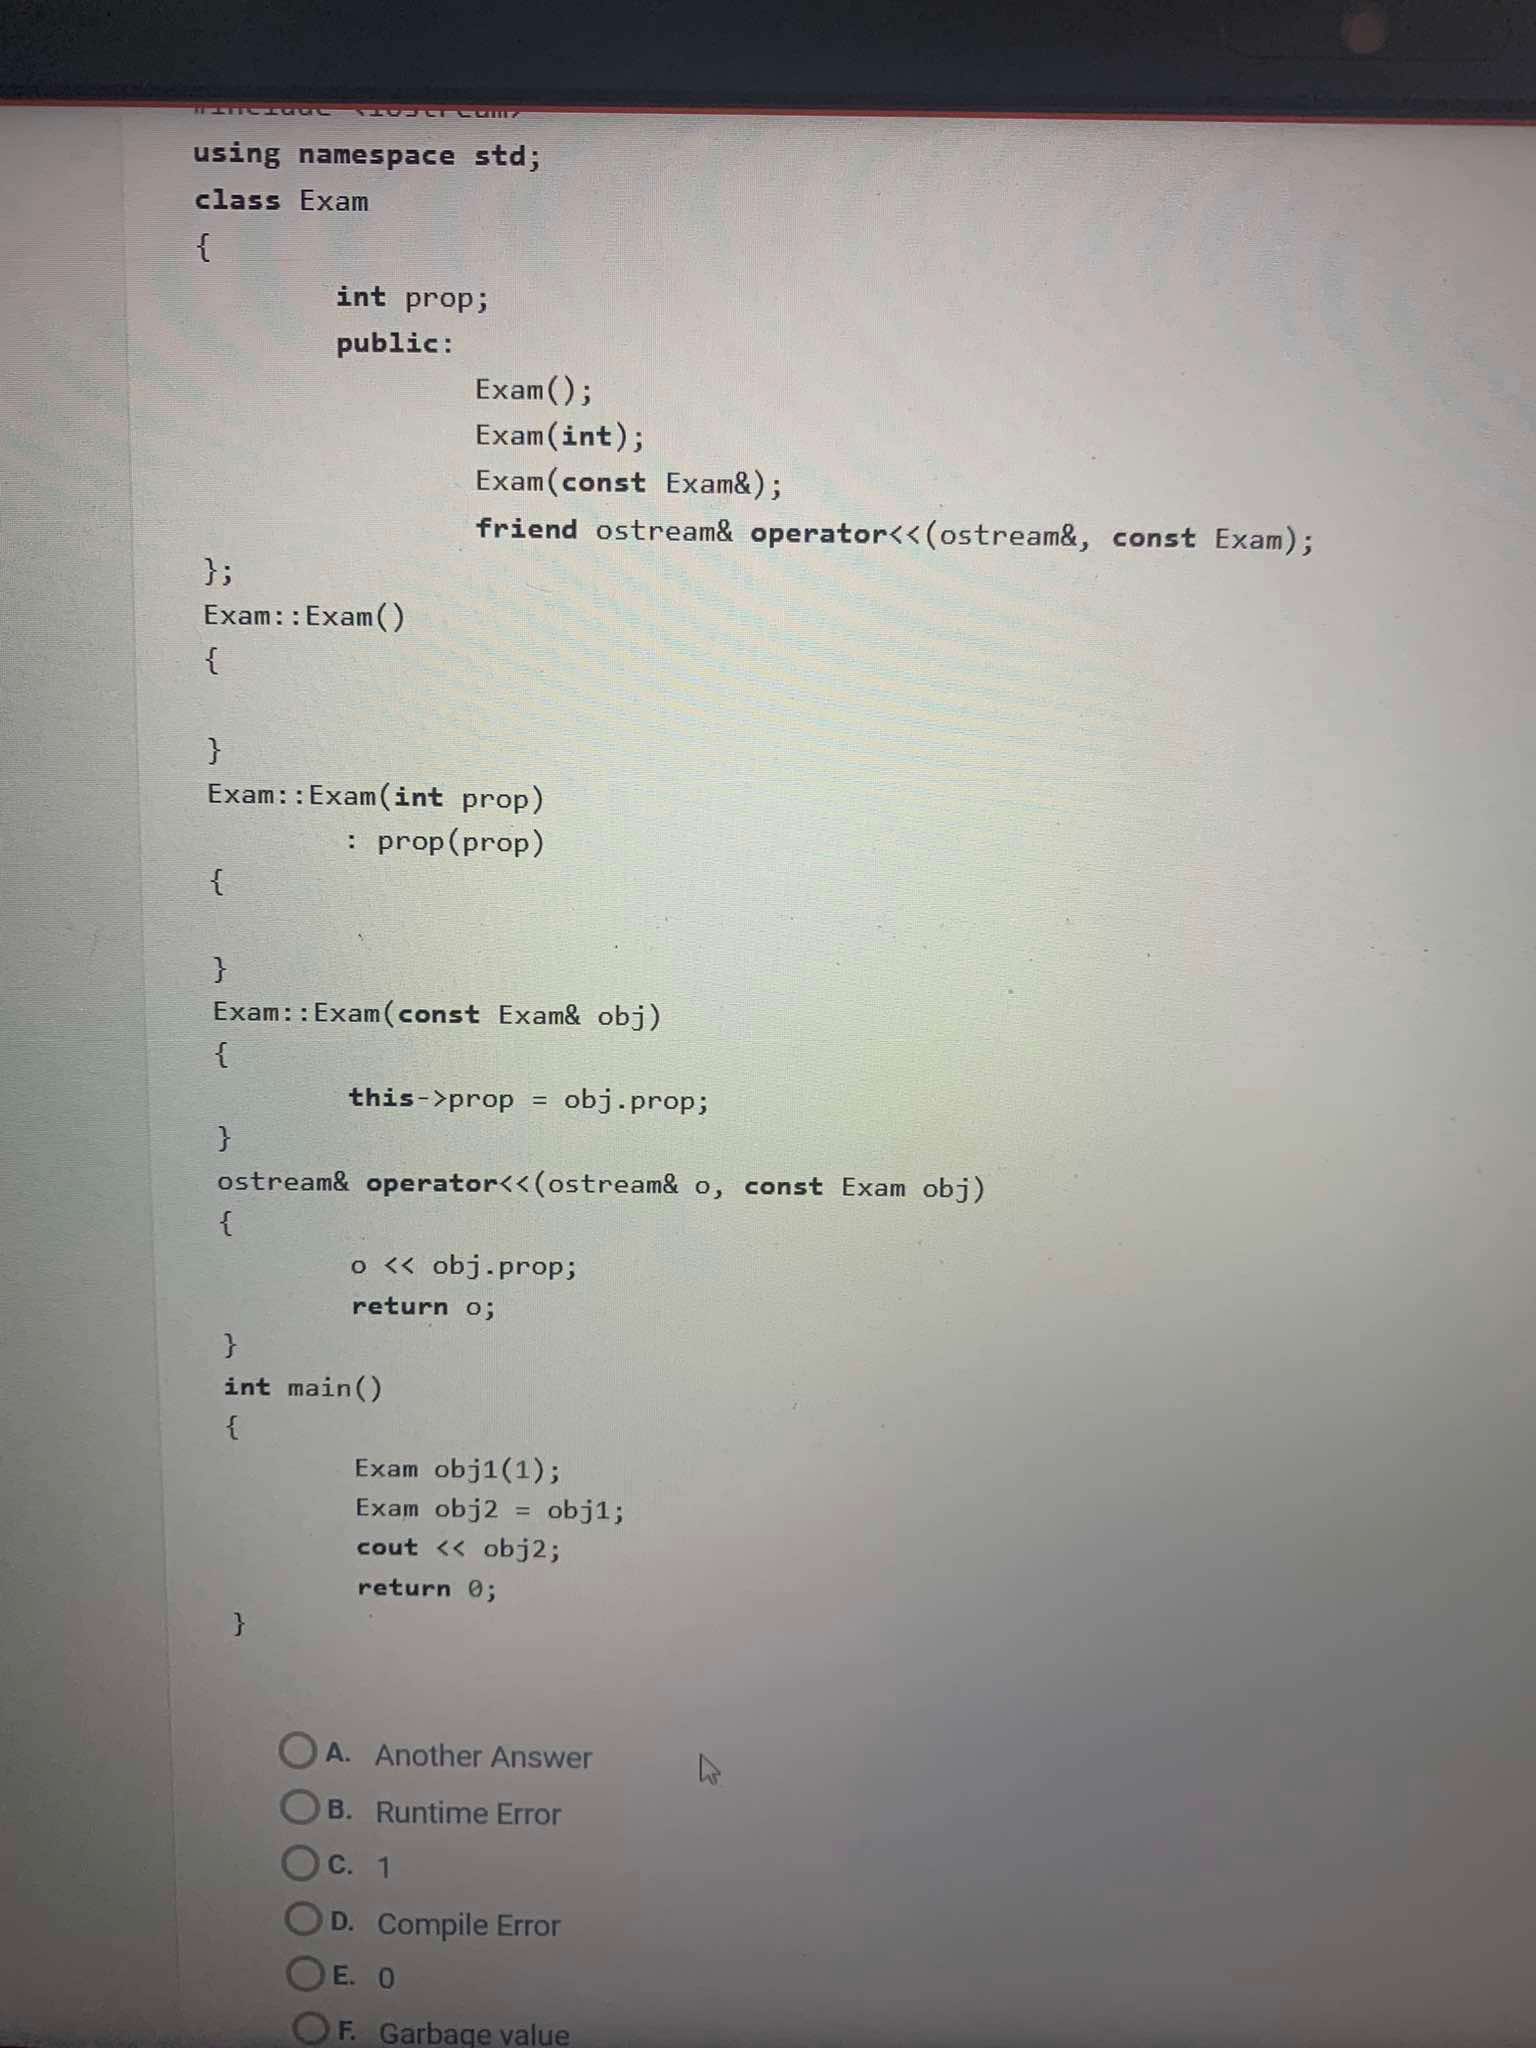 #include <iostream>
using namespace std;
class Exam
{
int prop;
public:
Exam();
Exam(int);
Exam(const Exam&);
friend ostream& operator<<(ostream&, const Exam);
};
Exam::Exam()
{
}
Exam::Exam(int prop)
: prop(prop)
{
}
Exam::Exam(const Exam& obj)
{
this->prop = obj.prop;
}
ostream& operator<<(ostream& o, const Exam obj)
{
o << obj.prop;
return o;
}
int main()
{
Exam obj1(1);
Exam obj2 = obj1;
cout << obj2;
return 0;
}
A. Another Answer
B. Runtime Error
C. 1
D. Compile Error
E. 0
F. Garbage value